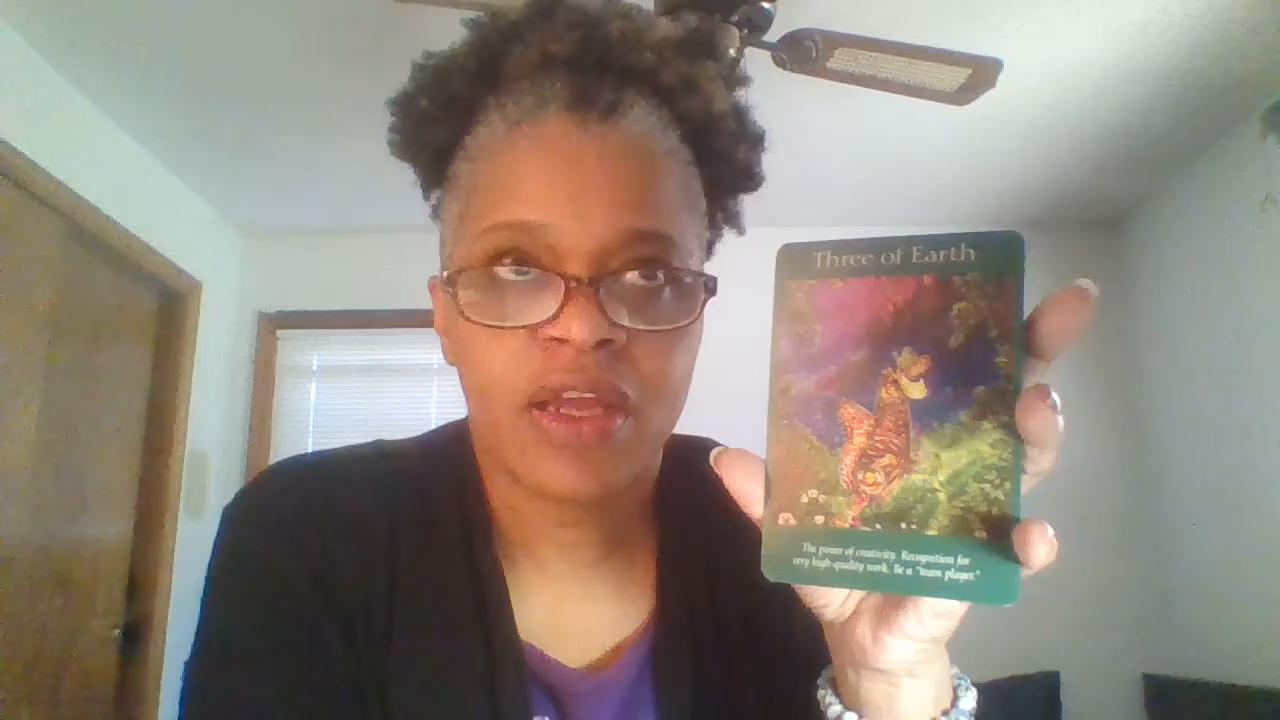 Three of Earth
The power of creativity. Recognition for
very high-quality work. Be a "team player."